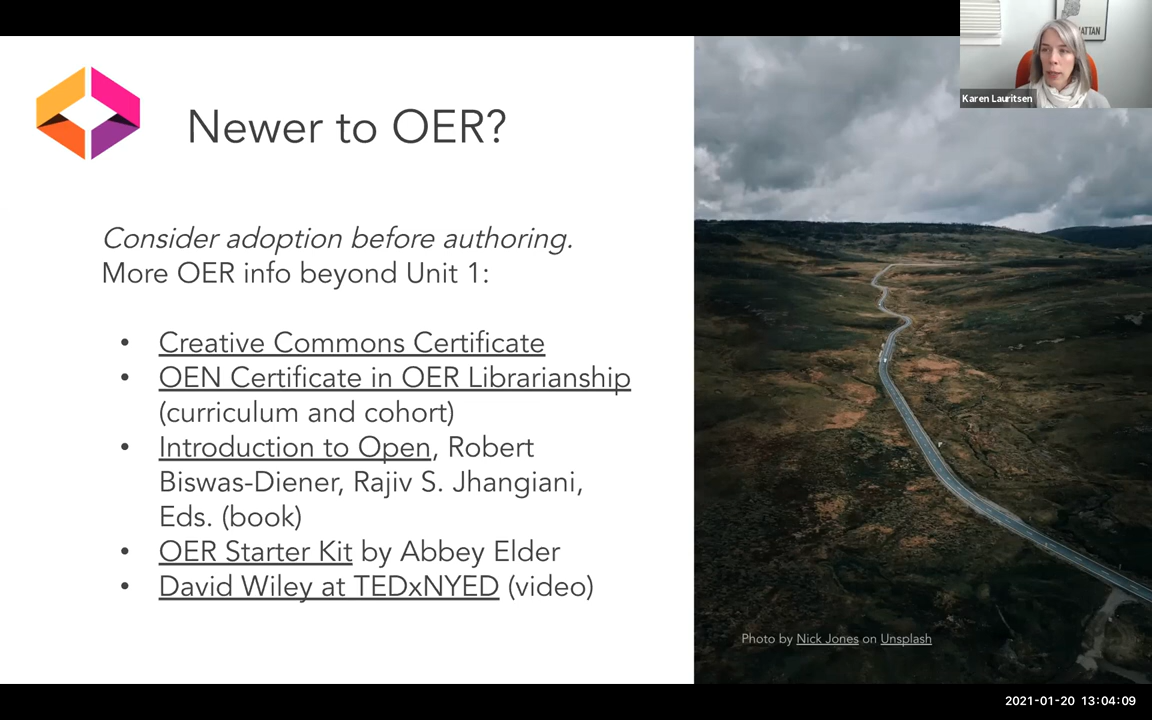 ATTAN
Karen Lauritsen
Newer to OER?
Consider adoption before authoring.
More OER info beyond Unit 1:
• Creative Commons Certificate
• OEN Certificate in OER Librarianship
(curriculum and cohort)
• Introduction to Open, Robert
Biswas-Diener, Rajiv S. Jhangiani,
Eds. (book)
• OER Starter Kit by Abbey Elder
• David Wiley at TEDxNYED (video)
Photo by Nick Jones on Unsplash
2021-01-20 13:04:09